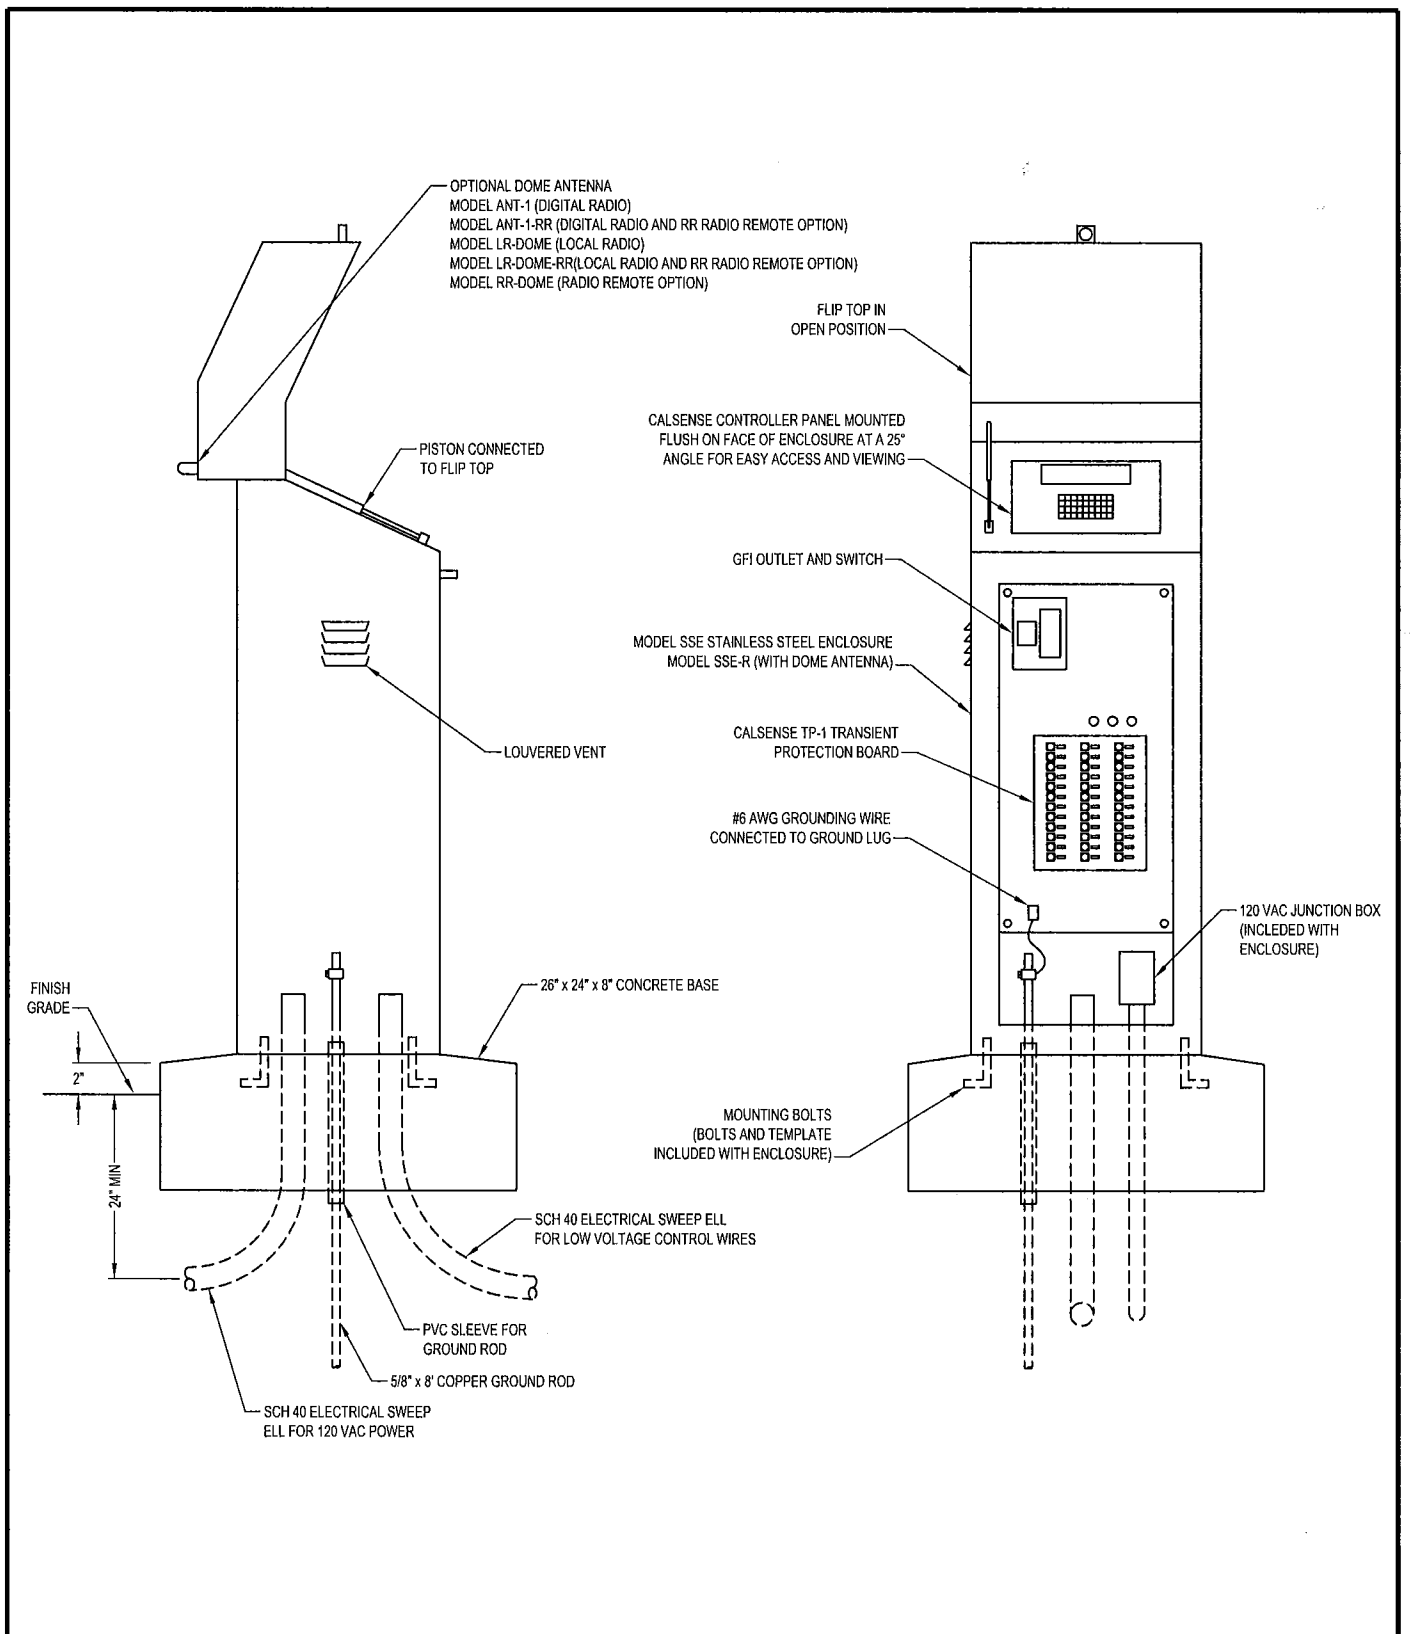 OPTIONAL DOME ANTENNA
MODEL ANT-1 (DIGITAL RADIO)
MODEL ANT-1-RR (DIGITAL RADIO AND RR RADIO REMOTE OPTION)
MODEL LR-DOME (LOCAL RADIO)
MODEL LR-DOME-RR(LOCAL RADIO AND RR RADIO REMOTE OPTION)
MODEL RR-DOME (RADIO REMOTE OPTION)
FLIP TOP IN
OPEN POSITION
CALSENSE CONTROLLER PANEL MOUNTED
FLUSH ON FACE OF ENCLOSURE AT A 25°
ANGLE FOR EASY ACCESS AND VIEWING
PISTON CONNECTED
TO FLIP TOP
GFI OUTLET AND SWITCH
MODEL SSE STAINLESS STEEL ENCLOSURE
MODEL SSE-R (WITH DOME ANTENNA)
LOUVERED VENT
CALSENSE TP-1 TRANSIENT
PROTECTION BOARD
#6 AWG GROUNDING WIRE
CONNECTED TO GROUND LUG
120 VAC JUNCTION BOX
(INCLEDED WITH
ENCLOSURE)
FINISH
GRADE
26" x 24" x 8" CONCRETE BASE
2"
24" MIN
MOUNTING BOLTS
(BOLTS AND TEMPLATE
INCLUDED WITH ENCLOSURE)
SCH 40 ELECTRICAL SWEEP ELL
FOR LOW VOLTAGE CONTROL WIRES
PVC SLEEVE FOR
GROUND ROD
5/8" x 8' COPPER GROUND ROD
SCH 40 ELECTRICAL SWEEP
ELL FOR 120 VAC POWER